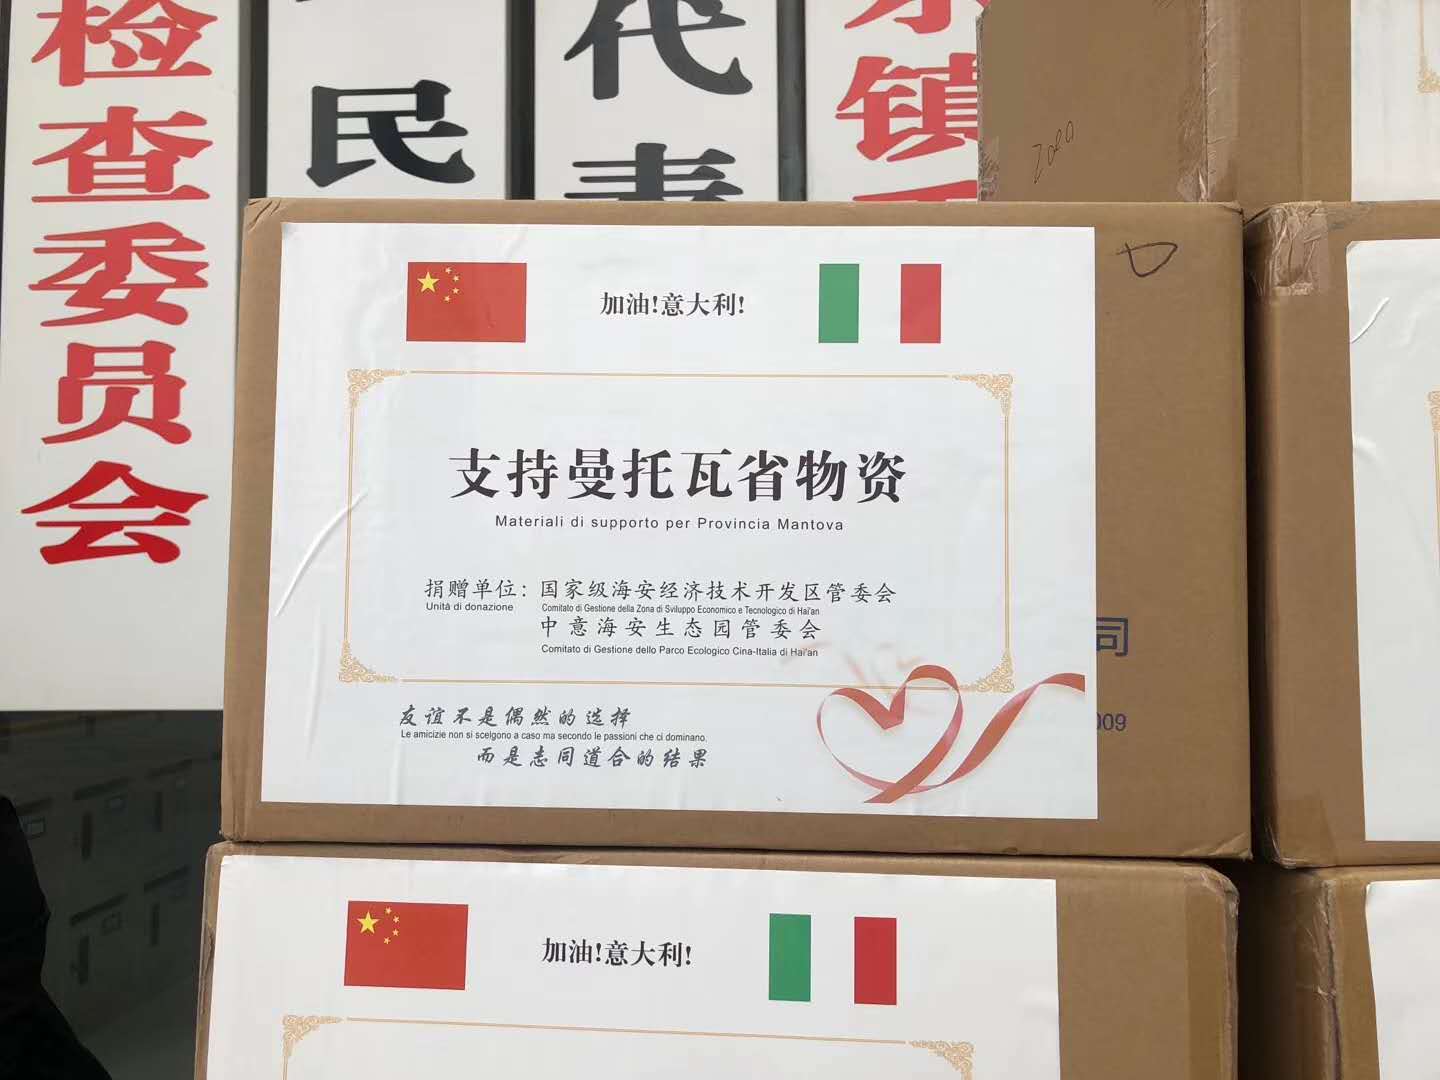 检查委员会
民
代表
镇
2020
加油!意大利!
支持曼托瓦省物资
Materiali di supporto per Provincia Mantova
捐赠单位：国家级海安经济技术开发区管委会
Unità di donazione Comitato di Gestione della Zona di Sviluppo Economico e Tecnologico di Hai'an
中意海安生态园管委会
Comitato di Gestione dello Parco Ecologico Cina-Italia di Hai'an
友谊不是偶然的选择
Le amicizie non si scelgono a caso ma secondo le passioni che ci dominano.
而是志同道合的结果
司
009
加油!意大利!